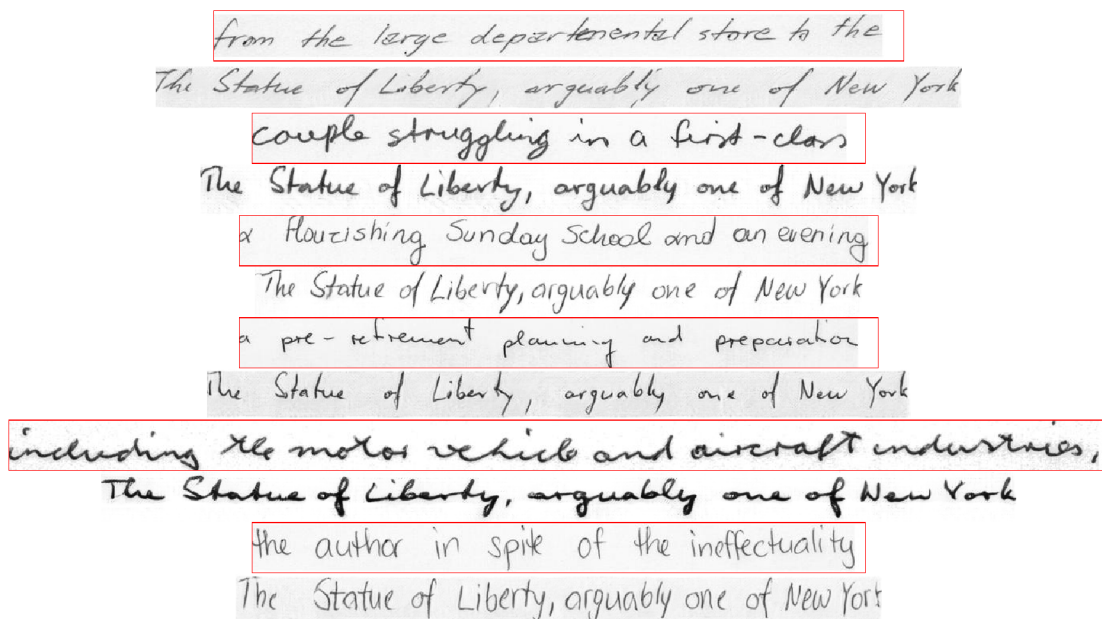 from the large departmental store to the
The Statue of Liberty, arguably one of New York
couple struggling in a first-class
The Statue of Liberty, arguably one of New York
a flourishing Sunday School and an evening
The Statue of Liberty, arguably one of New York
a pre-retirement planning and preparation
The Statue of Liberty, arguably one of New York
including the motor vehicle and aircraft industries,
The Statue of Liberty, arguably one of New York
the author in spite of the ineffectuality
The Statue of Liberty, arguably one of New York